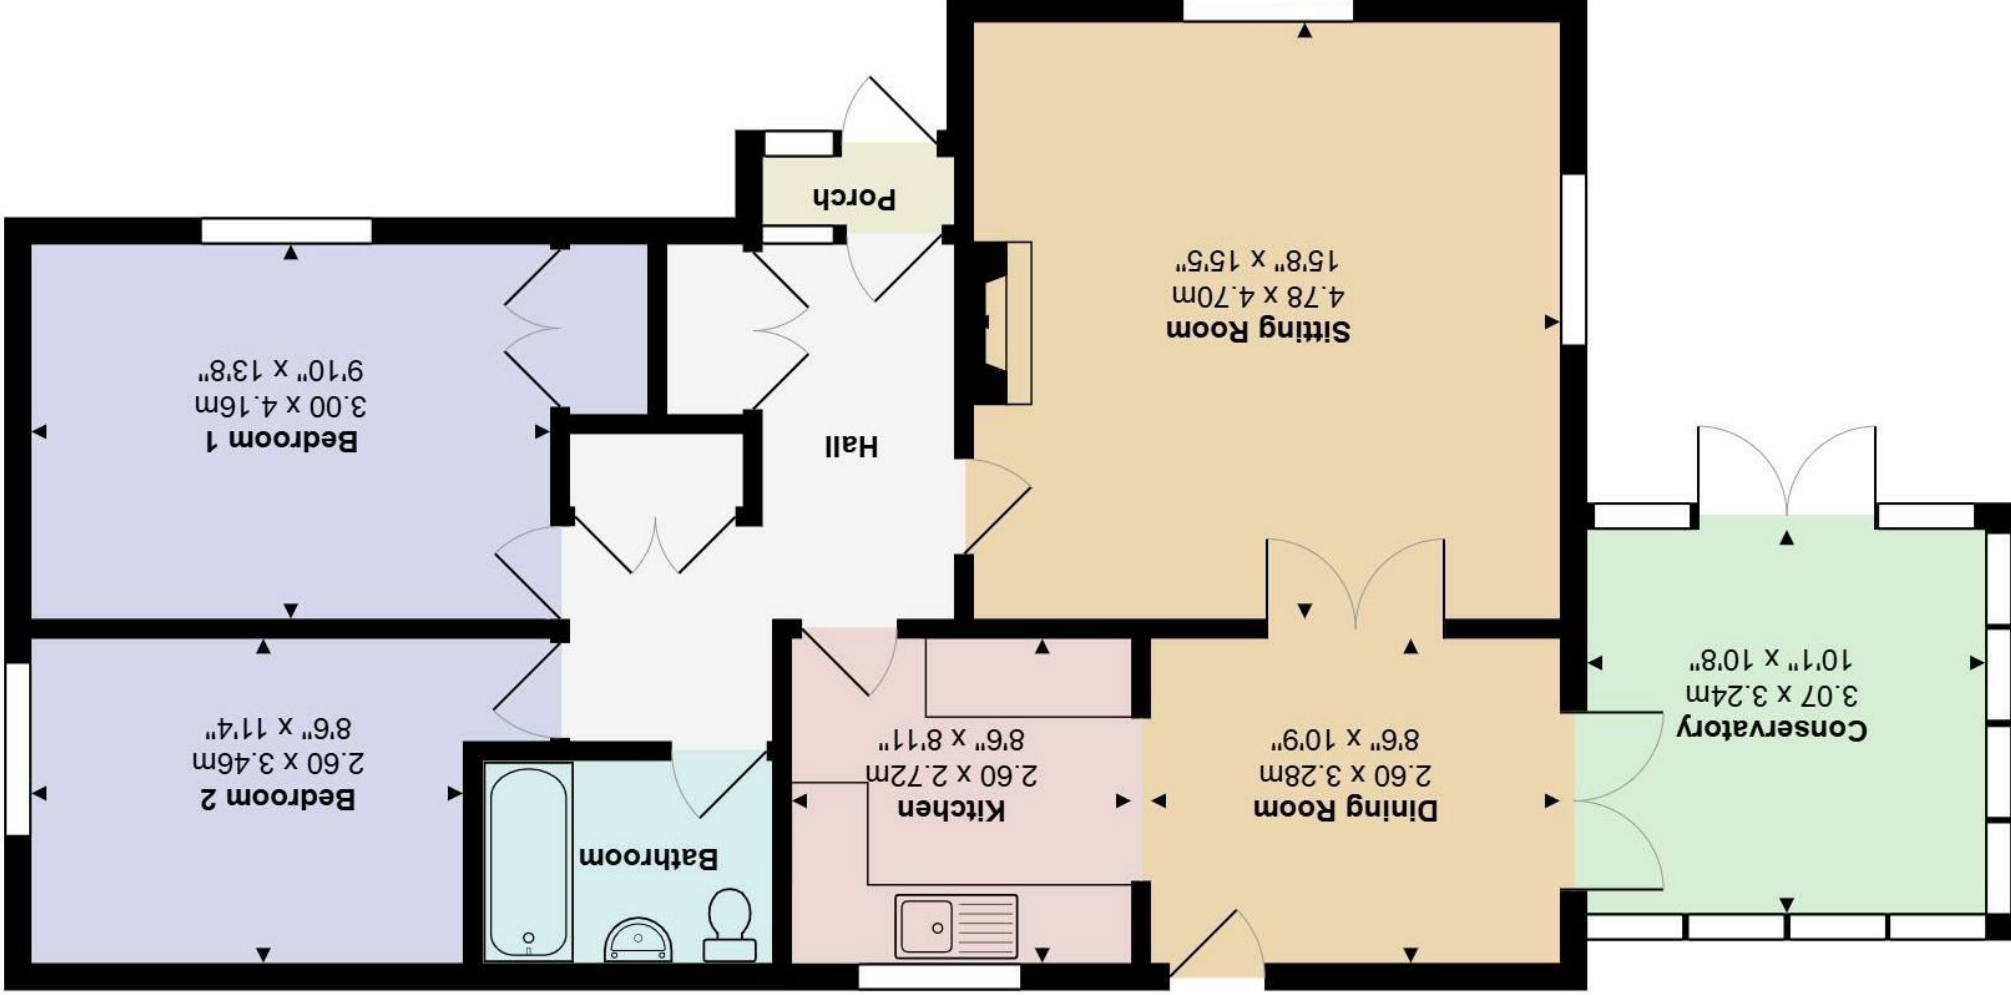 Conservatory
3.07 x 3.24m
10'1" x 10'8"
Dining Room
2.60 x 3.28m
8'6" x 10'9"
Kitchen
2.60 x 2.72m
8'6" x 8'11"
Bathroom
Bedroom 2
2.60 x 3.46m
8'6" x 11'4"
Sitting Room
4.78 x 4.70m
15'8" x 15'5"
Hall
Bedroom 1
3.00 x 4.16m
9'10" x 13'8"
Porch